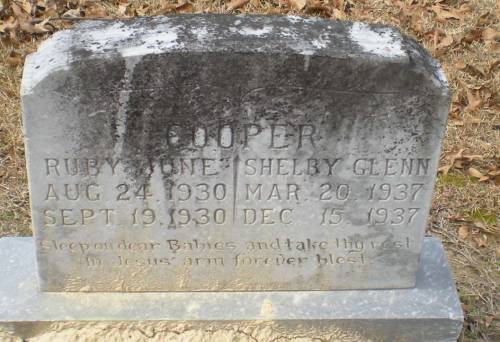 COOPER
RUBY JUNE SHELBY GLENN
AUG 24 1930 MAR. 20. 1937
SEPT 19. 1930 DEC 15 1937
Sleep on dear Babies and take thy rest
In Jesus' arm forever blest